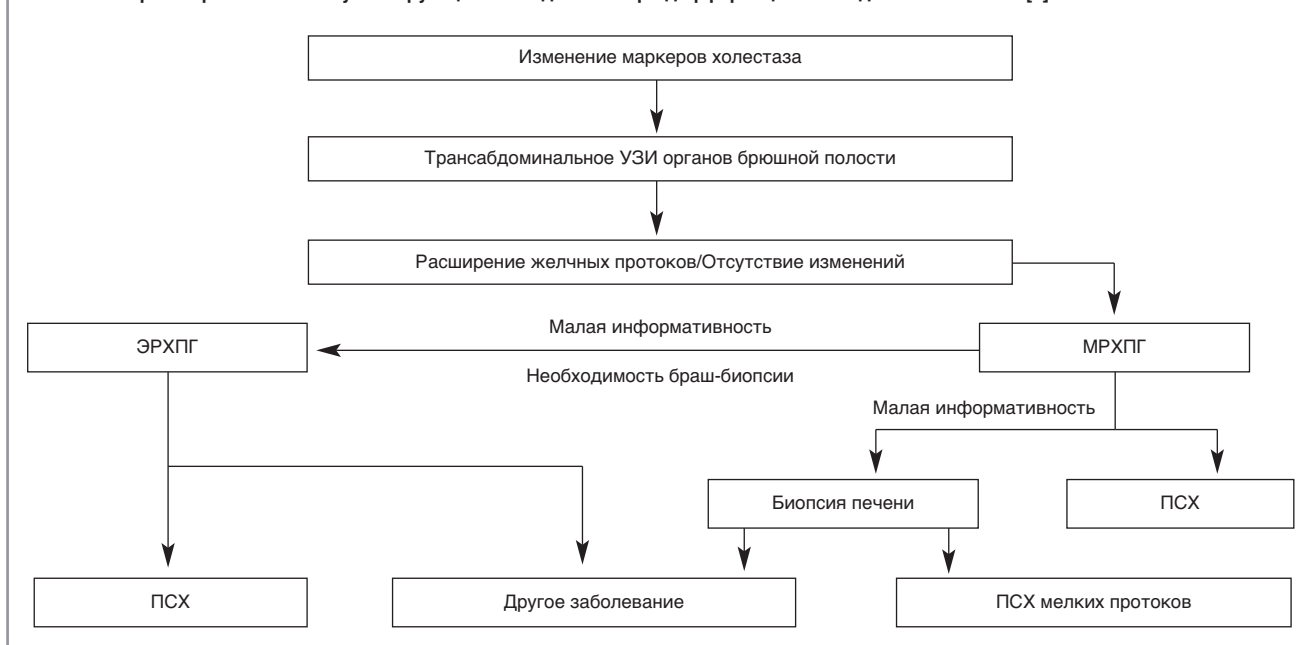 Изменение маркеров холестаза
Трансабдоминальное УЗИ органов брюшной полости
Расширение желчных протоков/Отсутствие изменений
Малая информативность
ЭРХПГ
МРХПГ
Необходимость браш-биопсии
Малая информативность
Биопсия печени
ПСХ
ПСХ
Другое заболевание
ПСХ мелких протоков